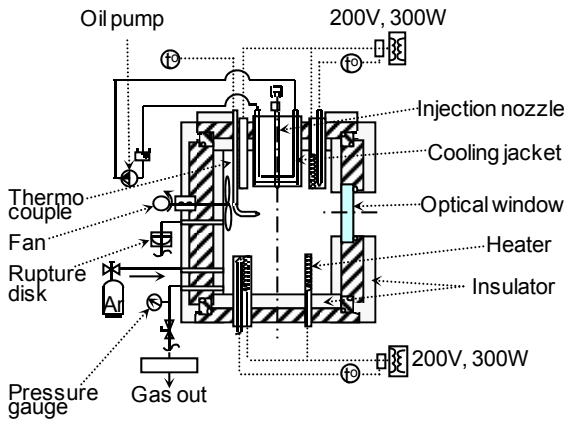 Oil pump
200V, 300W
t°
t°
Injection nozzle
Cooling jacket
Thermo
couple
Optical window
Fan
Heater
Rupture
disk
Insulator
Ar
200V, 300W
t°
Pressure
gauge
Gas out